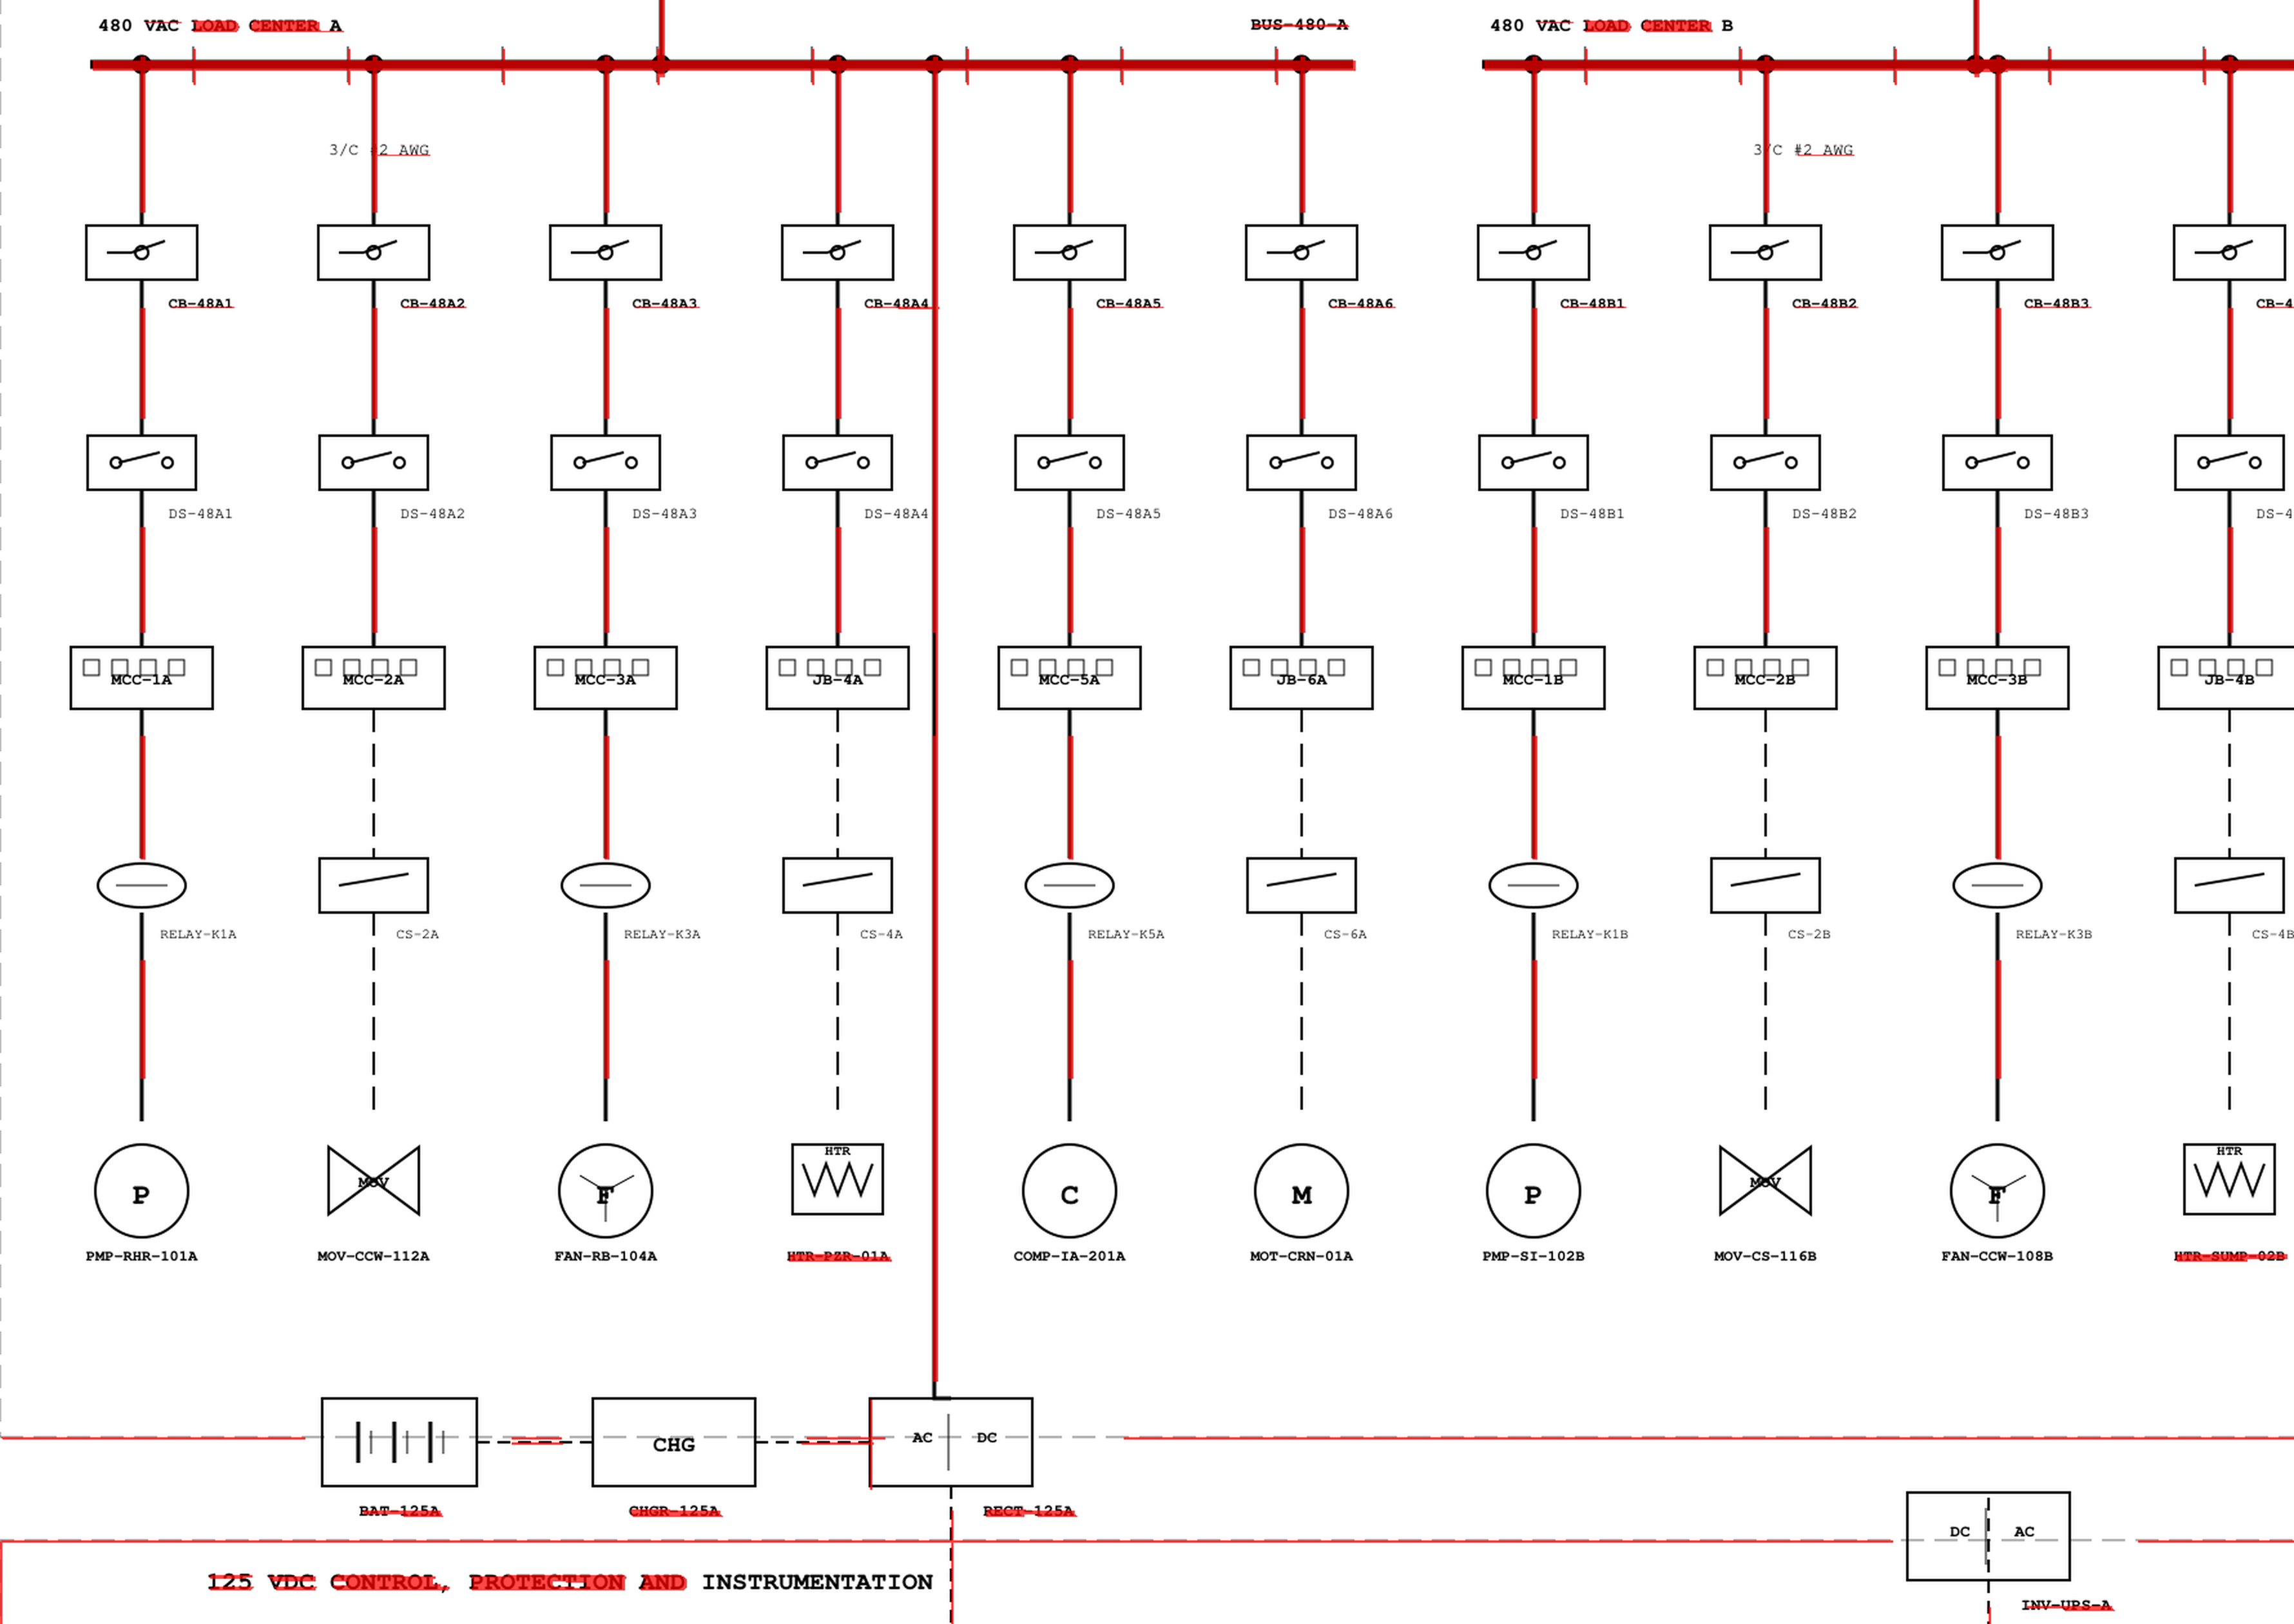 480 VAC LOAD CENTER A
BUS-480-A
480 VAC LOAD CENTER B
3/C #2 AWG
3/C #2 AWG
CB-48A1
CB-48A2
CB-48A3
CB-48A4
CB-48A5
CB-48A6
CB-48B1
CB-48B2
CB-48B3
DS-48A1
DS-48A2
DS-48A3
DS-48A4
DS-48A5
DS-48A6
DS-48B1
DS-48B2
DS-48B3
MCC-1A
MCC-2A
MCC-3A
JB-4A
MCC-5A
JB-6A
MCC-1B
MCC-2B
MCC-3B
JB-4B
RELAY-K1A
CS-2A
RELAY-K3A
CS-4A
RELAY-K5A
CS-6A
RELAY-K1B
CS-2B
RELAY-K3B
CS-4B
P
MOV
F
HTR
C
M
P
MOV
F
HTR
PMP-RHR-101A
MOV-CCW-112A
FAN-RB-104A
HTR-PZR-01A
COMP-IA-201A
MOT-CRN-01A
PMP-SI-102B
MOV-CS-116B
FAN-CCW-108B
HTR-SUMP-02B
CHG
AC
DC
BAT-125A
CHGR-125A
RECT-125A
DC
AC
125 VDC CONTROL, PROTECTION AND INSTRUMENTATION
INV-UPS-A